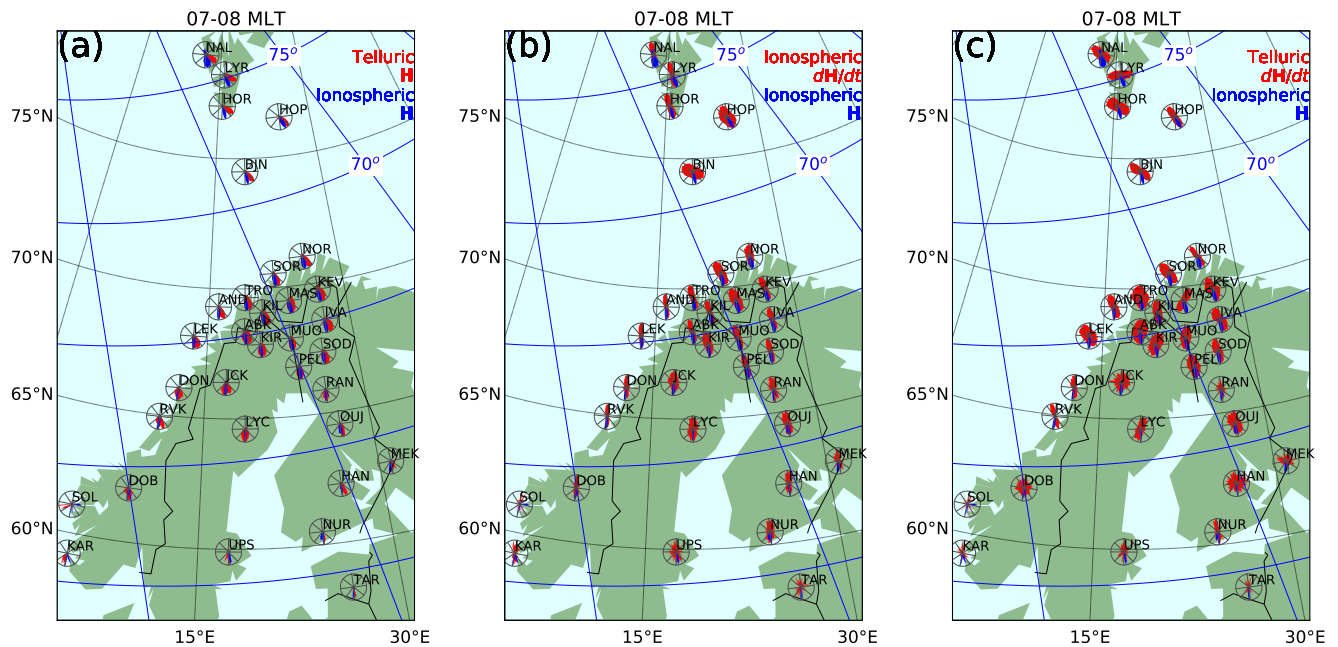 07-08 MLT
(a)
Telluric
H
Ionospheric
H
75°
70°
NAL
LYR
HOR
HOP
BJN
NOR
SOR
KEV
TRO
MAS
AND
KIL
IVA
LEK
ABK
KIR
MUO
SOD
PEL
DON
JCK
RAN
RVK
LYC
OUJ
MEK
DOB
HAN
SOL
NUR
KAR
UPS
TAR
75°N
70°N
65°N
60°N
15°E
30°E
07-08 MLT
(b)
Ionospheric
dH/dt
Ionospheric
H
75°
70°
NAL
LYR
HOR
HOP
BJN
NOR
SOR
KEV
TRO
MAS
AND
KIL
IVA
LEK
ABK
KIR
MUO
SOD
PEL
DON
JCK
RAN
RVK
LYC
OUJ
MEK
DOB
HAN
SOL
NUR
KAR
UPS
TAR
75°N
70°N
65°N
60°N
15°E
30°E
07-08 MLT
(c)
Telluric
dH/dt
Ionospheric
H
75°
70°
NAL
LYR
HOR
HOP
BJN
NOR
SOR
KEV
TRO
MAS
AND
KIL
IVA
LEK
ABK
KIR
MUO
SOD
PEL
DON
JCK
RAN
RVK
LYC
OUJ
MEK
DOB
HAN
SOL
NUR
KAR
UPS
TAR
75°N
70°N
65°N
60°N
15°E
30°E